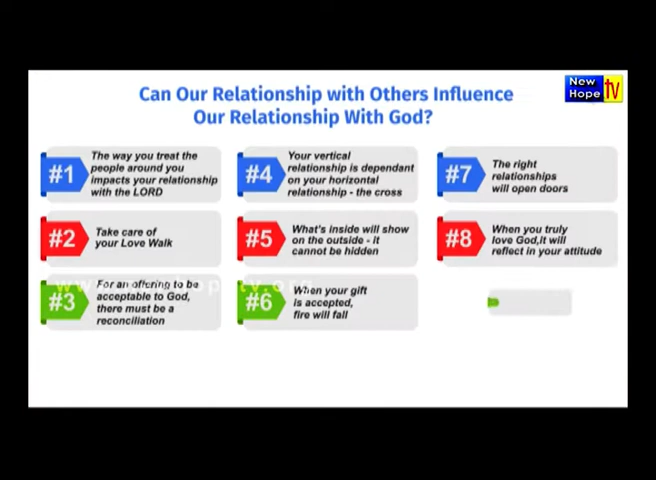 New
Hope
tv
Can Our Relationship with Others Influence
Our Relationship With God?
#1
The way you treat the
people around you
impacts your relationship
with the LORD
#2
Take care of
your Love Walk
#3
For an offering to be
acceptable to God,
there must be a
reconciliation
#4
Your vertical
relationship is dependant
on your horizontal
relationship - the cross
#5
What's inside will show
on the outside - it
cannot be hidden
#6
When your gift
is accepted,
fire will fall
#7
The right
relationships
will open doors
#8
When you truly
love God,it will
reflect in your attitude